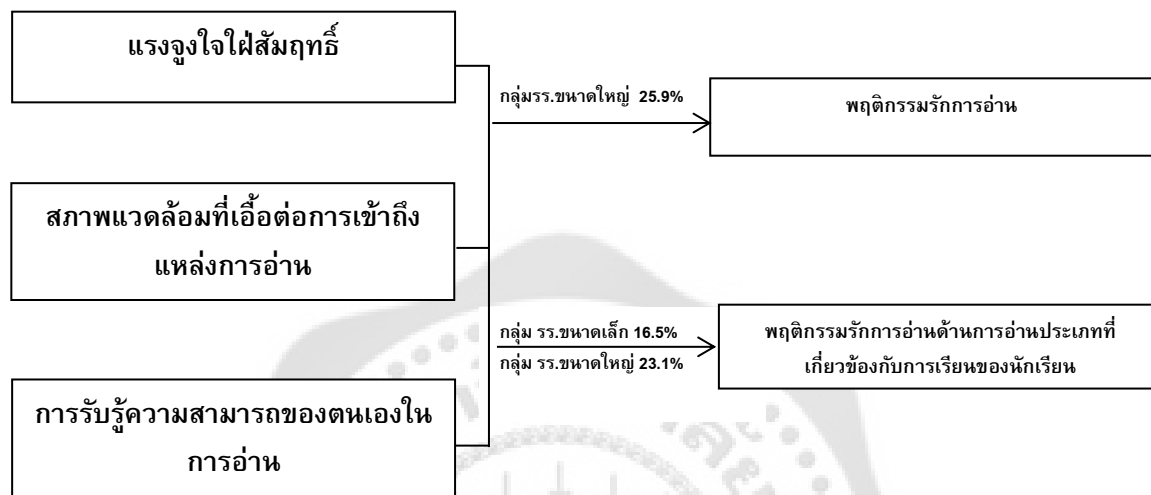 แรงจูงใจใฝ่สัมฤทธิ์
กลุ่มรร.ขนาดใหญ่ 25.9%
พฤติกรรมรักการอ่าน
สภาพแวดล้อมที่เอื้อต่อการเข้าถึง
แหล่งการอ่าน
กลุ่ม รร.ขนาดเล็ก 16.5%
กลุ่ม รร.ขนาดใหญ่ 23.1%
พฤติกรรมรักการอ่านด้านการอ่านประเภทที่
เกี่ยวข้องกับการเรียนของนักเรียน
การรับรู้ความสามารถของตนเองใน
การอ่าน